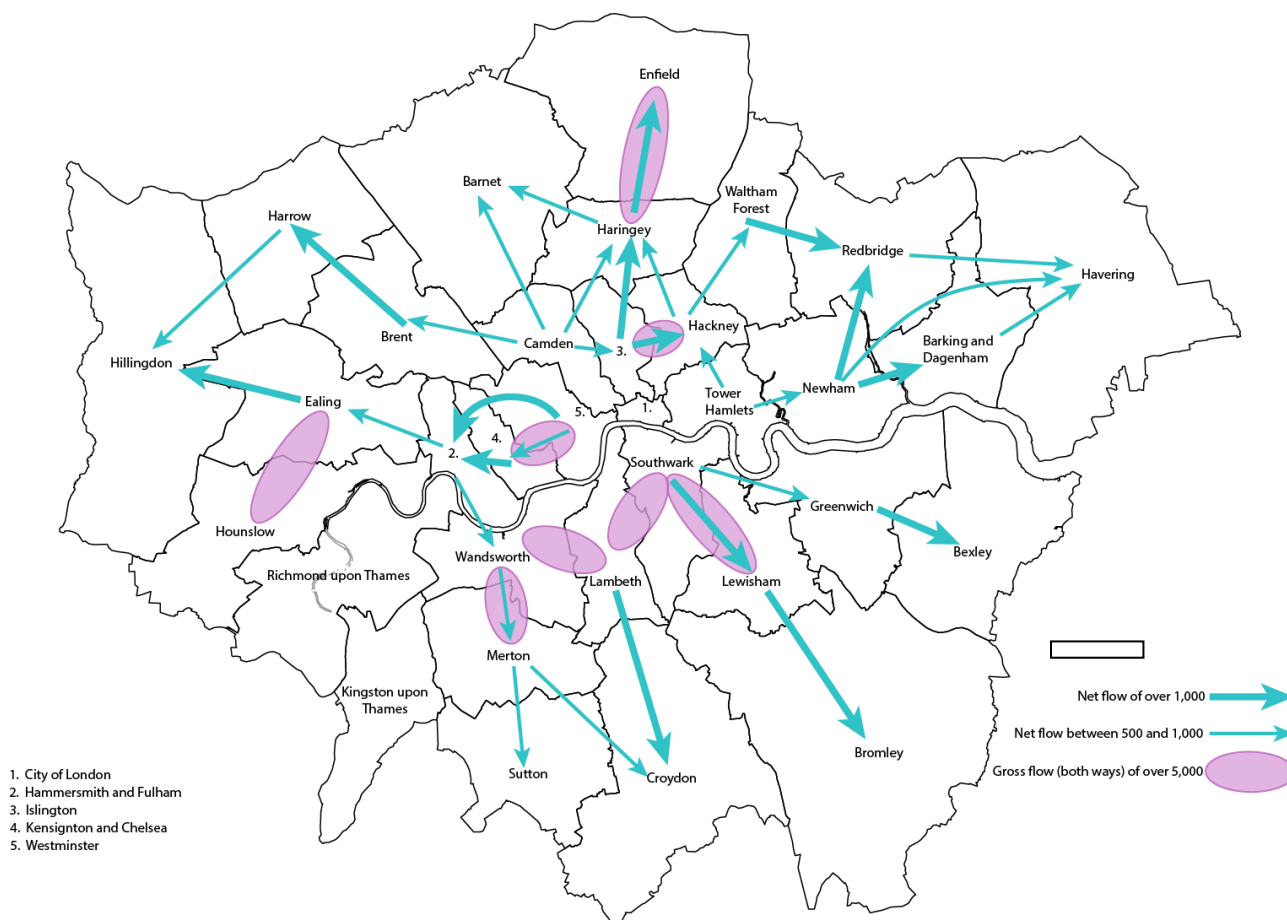 Enfield
Barnet
Waltham
Forest
Harrow
Haringey
Redbridge
Havering
Hackney
Brent
Camden
3.
Barking and
Dagenham
Hillingdon
Newham
Tower
Hamlets
Ealing
1.
5.
4.
2.
Southwark
Greenwich
Hounslow
Bexley
Wandsworth
Richmond upon Thames
Lambeth
Lewisham
Merton
Kingston upon
Thames
Net flow of over 1,000
Net flow between 500 and 1,000
Bromley
Gross flow (both ways) of over 5,000
Sutton
Croydon
1. City of London
2. Hammersmith and Fulham
3. Islington
4. Kensignton and Chelsea
5. Westminster